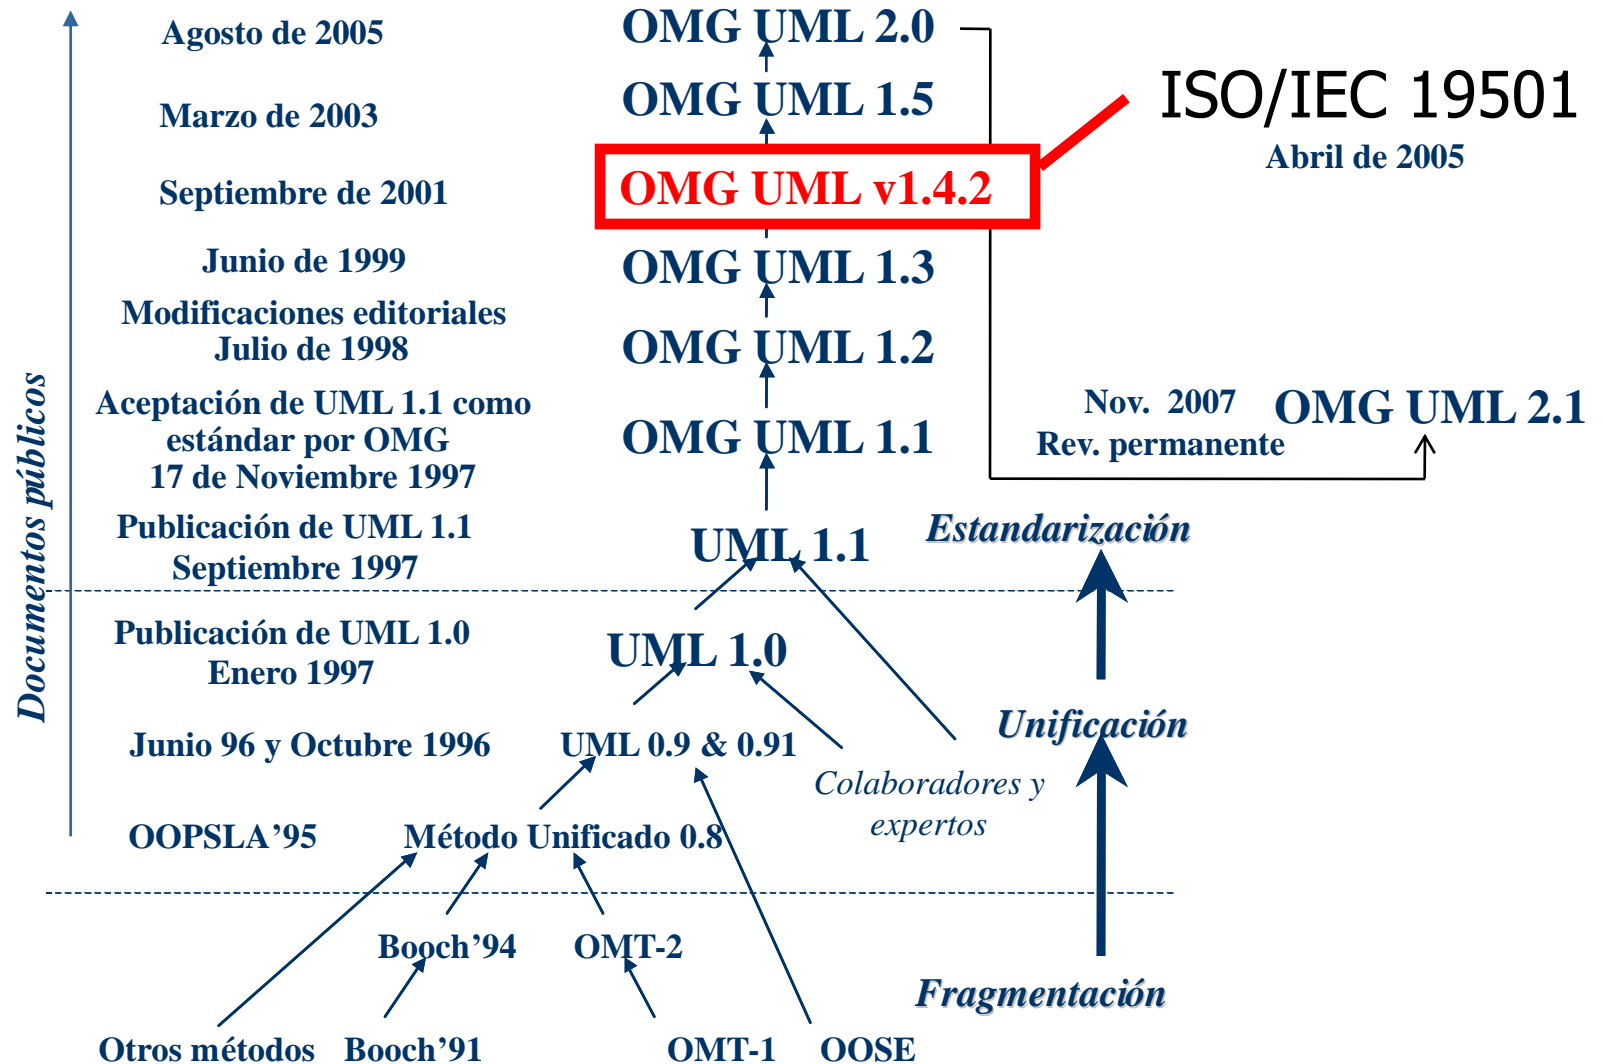 Agosto de 2005
OMG UML 2.0
Marzo de 2003
OMG UML 1.5
ISO/IEC 19501
Abril de 2005
Septiembre de 2001
OMG UML v1.4.2
Junio de 1999
OMG UML 1.3
Modificaciones editoriales
Julio de 1998
OMG UML 1.2
Aceptación de UML 1.1 como
estándar por OMG
17 de Noviembre 1997
OMG UML 1.1
Nov. 2007
Rev. permanente
OMG UML 2.1
Documentos públicos
Publicación de UML 1.1
Septiembre 1997
UML 1.1
Estandarización
Publicación de UML 1.0
Enero 1997
UML 1.0
Unificación
Junio 96 y Octubre 1996
UML 0.9 & 0.91
Colaboradores y
expertos
OOPSLA’95
Método Unificado 0.8
Booch’94
OMT-2
Fragmentación
Otros métodos
Booch’91
OMT-1
OOSE